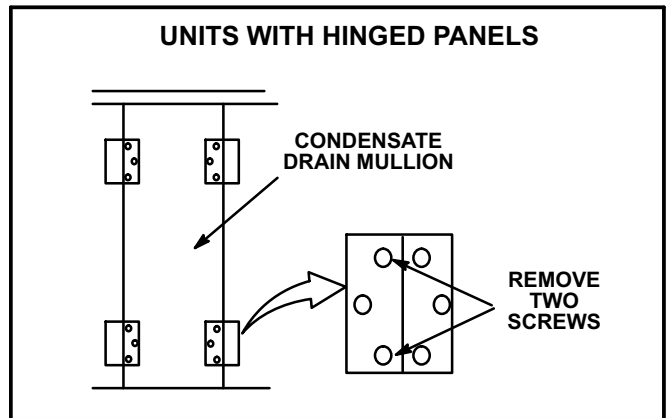 UNITS WITH HINGED PANELS
CONDENSATE
DRAIN MULLION
REMOVE
TWO
SCREWS